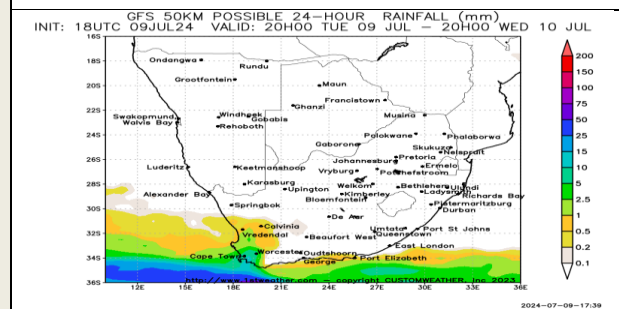 GFS 50KM POSSIBLE 24-HOUR RAINFALL (mm)
INIT: 18UTC 09JUL24 VALID: 20H00 TUE 09 JUL - 20H00 WED 10 JUL
16S
Ondangwa
Rundu
200
Grootfontein
150
20S
Maun
100
Francistown
75
22S
Ghanzi
Musina
50
Swakopmund
Windhoek
Gobabis
Walvis Bay
Rehoboth
25
24S
Polokwane
Phalaborwa
15
Gaborone
Skukuza
Nelspruit
10
26S
Johannesburg
Pretoria
Luderitz
Keetmanshoop
Vryburg
Potchefstroom
Ermelo
5
28S
Karasburg
Upington
Welkom
Bethlehem
Ulundi
2.5
Alexander Bay
Kimberley
Ladysmith
Richards Bay
Bloemfontein
1
30S
Springbok
Pietermaritzburg
Durban
De Aar
0.5
32S
Calvinia
Vredendal
Beaufort West
Umtata
Port St Johns
Queenstown
0.2
East London
34S
Cape Town
Worcester
Oudtshoorn
George
Port Elizabeth
0.1
36S
http://www.1stweather.com - copyright CUSTOMWEATHER, Inc 2023
12E 15E 18E 21E 24E 27E 30E 33E 36E
2024-07-09-17:39